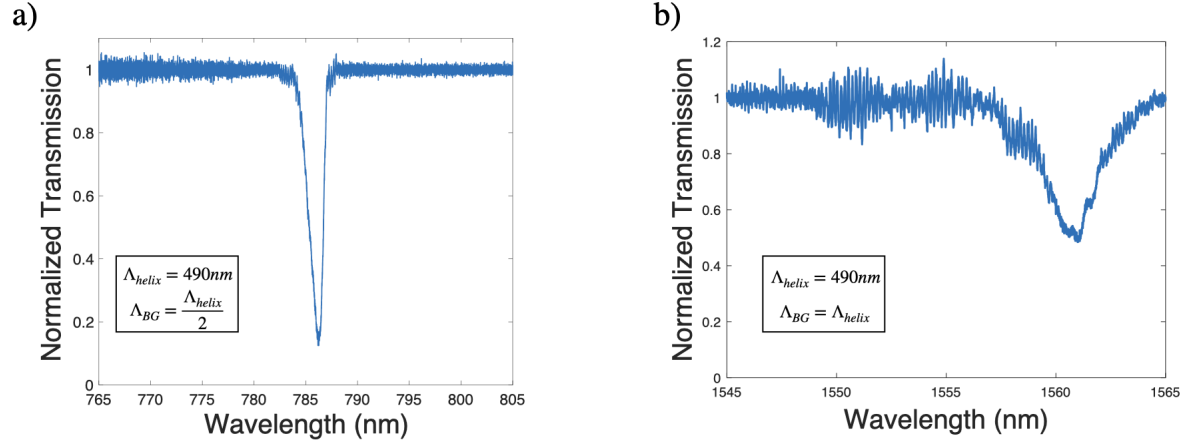 a)
Normalized Transmission
1
0.8
0.6
0.4
0.2
0
765 770 775 780 785 790 795 800 805
Wavelength (nm)
Λhelix = 490nm
ΛBG = Λhelix/2
b)
Normalized Transmission
1.2
1
0.8
0.6
0.4
0.2
0
1545 1550 1555 1560 1565
Wavelength (nm)
Λhelix = 490nm
ΛBG = Λhelix